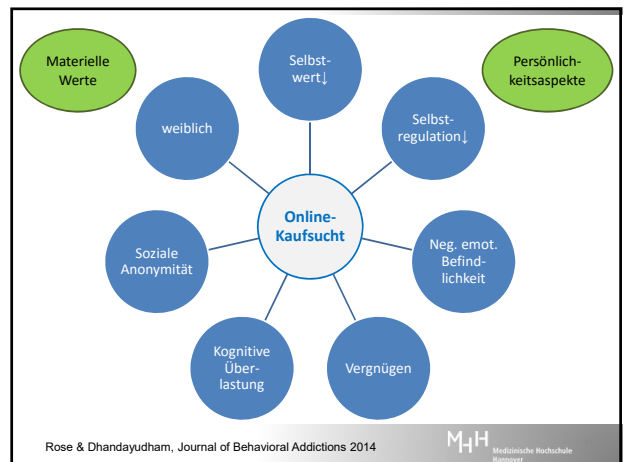 Materielle
Werte
Selbst-
wert↓
Persönlich-
keitsaspekte
weiblich
Selbst-
regulation↓
Online-
Kaufsucht
Soziale
Anonymität
Neg. emot.
Befind-
lichkeit
Kognitive
Über-
lastung
Vergnügen
Rose & Dhandayudham, Journal of Behavioral Addictions 2014
MHH
Medizinische Hochschule
Hannover